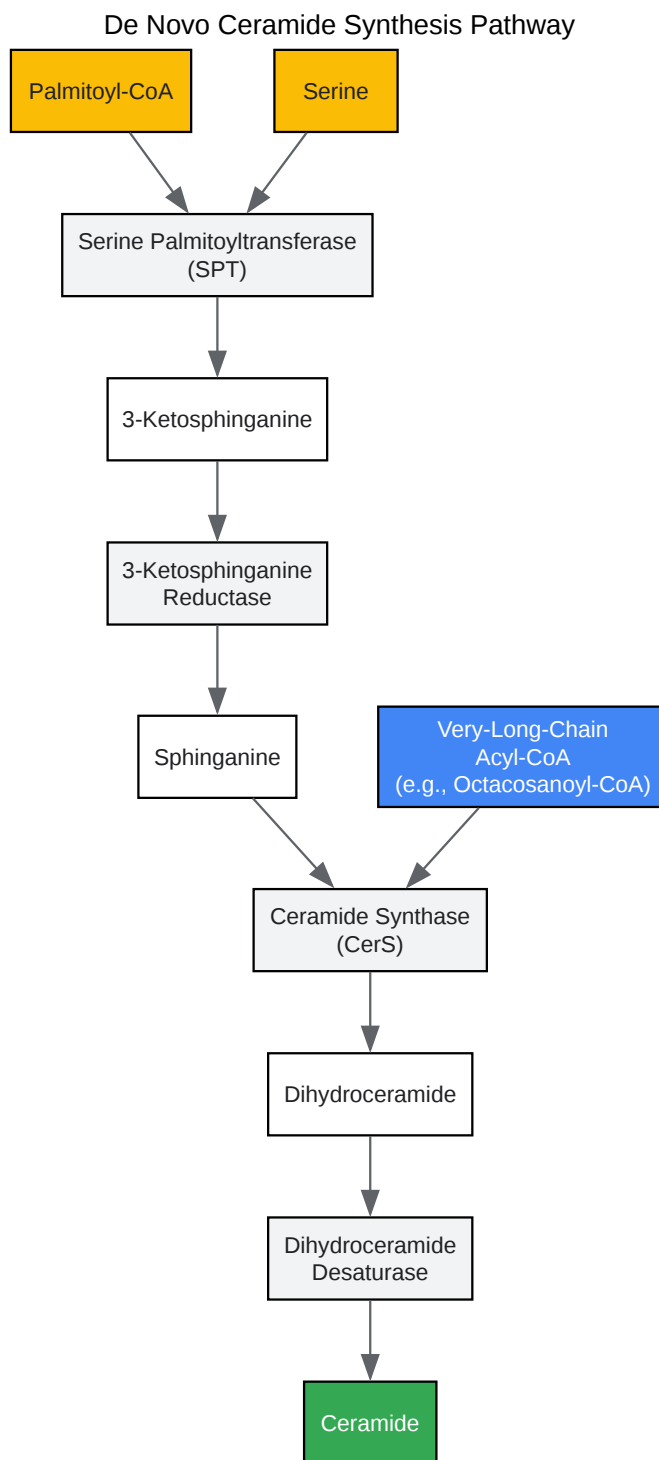 De Novo Ceramide Synthesis Pathway
Palmitoyl-CoA
Serine
Serine Palmitoyltransferase
(SPT)
3-Ketosphinganine
3-Ketosphinganine
Reductase
Sphinganine
Very-Long-Chain
Acyl-CoA
(e.g., Octacosanoyl-CoA)
Ceramide Synthase
(CerS)
Dihydroceramide
Dihydroceramide
Desaturase
Ceramide